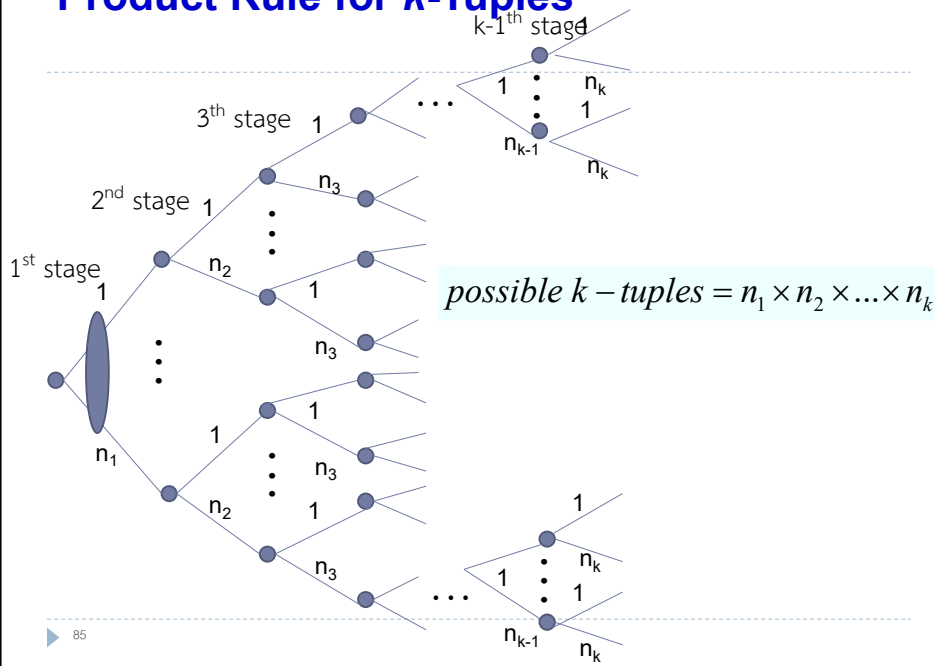 Product Rule for k-Tuples
k-1th stage
1
1
nk
3th stage
1
...
1
nk-1
nk
2nd stage
1
n3
1st stage
n2
1
1
n3
possible k – tuples = n1 × n2 × ... × nk
1
1
n3
n1
n2
1
n3
1
...
1
nk
1
nk-1
nk
85